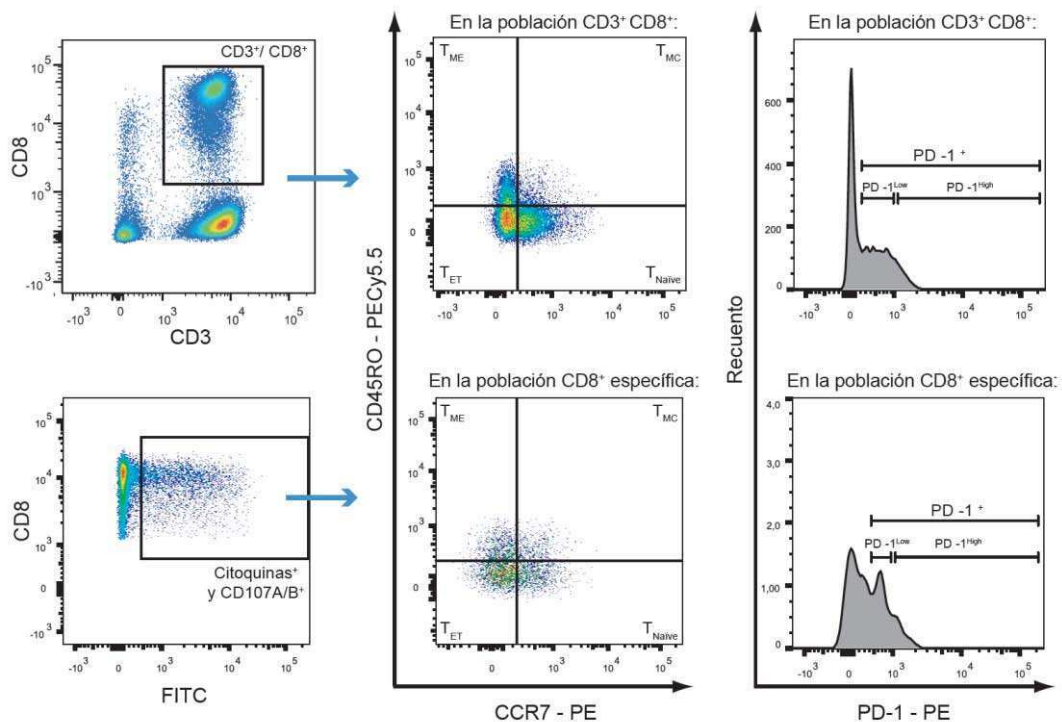 CD3⁺/ CD8⁺
CD8
10⁵
10⁴
10³
0
-10³
-10³ 0 10³ 10⁴ 10⁵
CD3
En la población CD3⁺ CD8⁺:
T_ME T_MC
10⁵
10⁴
10³
0
-10³
T_ET T_Naïve
-10³ 0 10³ 10⁴ 10⁵
En la población CD3⁺ CD8⁺:
600
400
200
0
PD -1 ⁺
PD -1^Low PD -1^High
-10³ 0 10³ 10⁴ 10⁵
CD45RO - PECy5.5
Recuento
CD8
10⁵
10⁴
10³
0
-10³
Citoquinas⁺
y CD107A/B⁺
-10³ 0 10³ 10⁴ 10⁵
FITC
En la población CD8⁺ específica:
T_ME T_MC
10⁵
10⁴
10³
0
-10³
T_ET T_Naïve
-10³ 0 10³ 10⁴ 10⁵
CCR7 - PE
En la población CD8⁺ específica:
4,0
3,0
2,0
1,00
0
PD -1 ⁺
PD -1^Low PD -1^High
-10³ 0 10³ 10⁴ 10⁵
PD-1 - PE